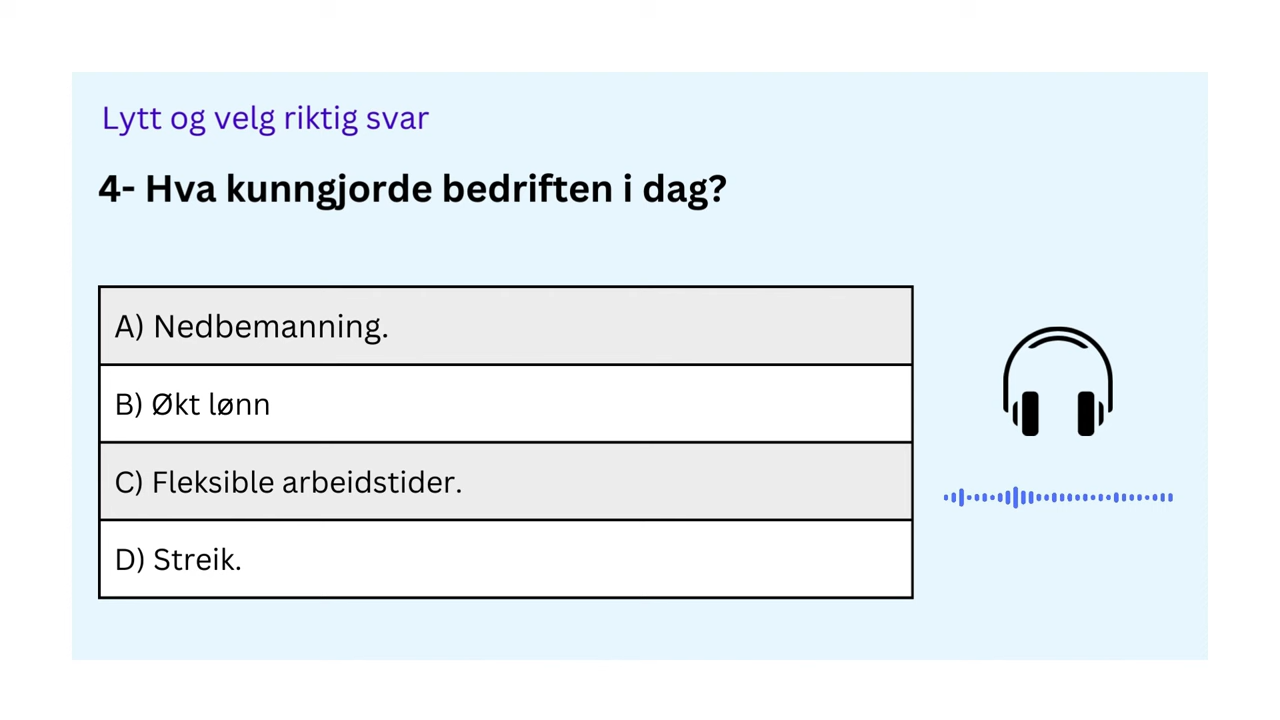 Lytt og velg riktig svar
4- Hva kunngjorde bedriften i dag?
A) Nedbemanning.
B) Økt lønn
C) Fleksible arbeidstider.
D) Streik.